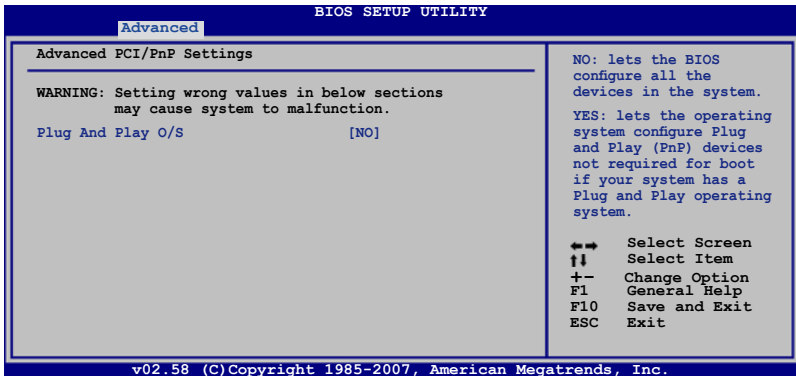 BIOS SETUP UTILITY
Advanced
Advanced PCI/PnP Settings
WARNING: Setting wrong values in below sections
may cause system to malfunction.
Plug And Play O/S [NO]
NO: lets the BIOS
configure all the
devices in the system.
YES: lets the operating
system configure Plug
and Play (PnP) devices
not required for boot
if your system has a
Plug and Play operating
system.
←→ Select Screen
↑↓ Select Item
+- Change Option
F1 General Help
F10 Save and Exit
ESC Exit
v02.58 (C)Copyright 1985-2007, American Megatrends, Inc.